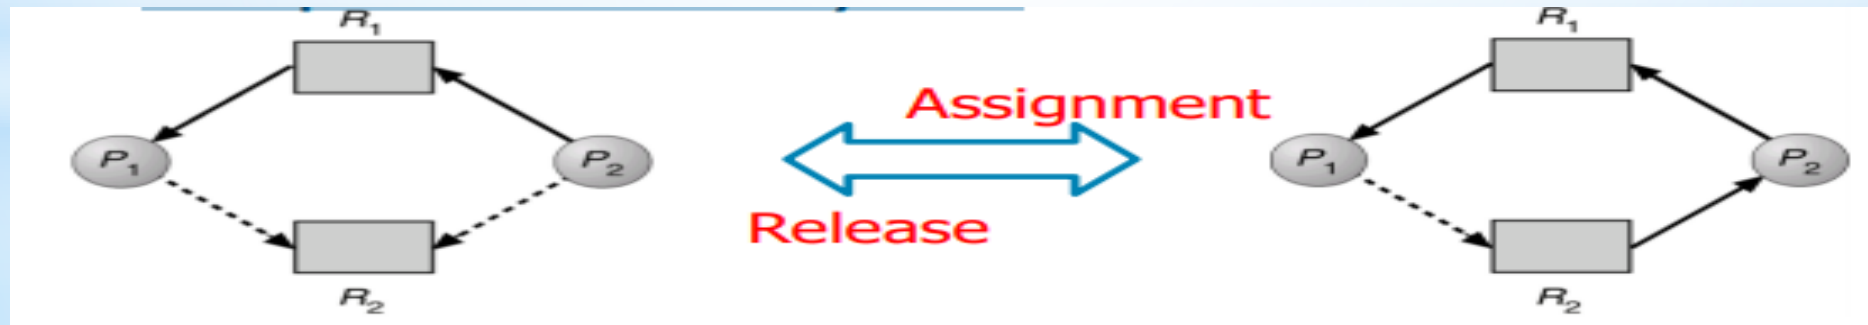 R₁
R₁
Assignment
P₁
P₂
P₁
P₂
Release
R₂
R₂